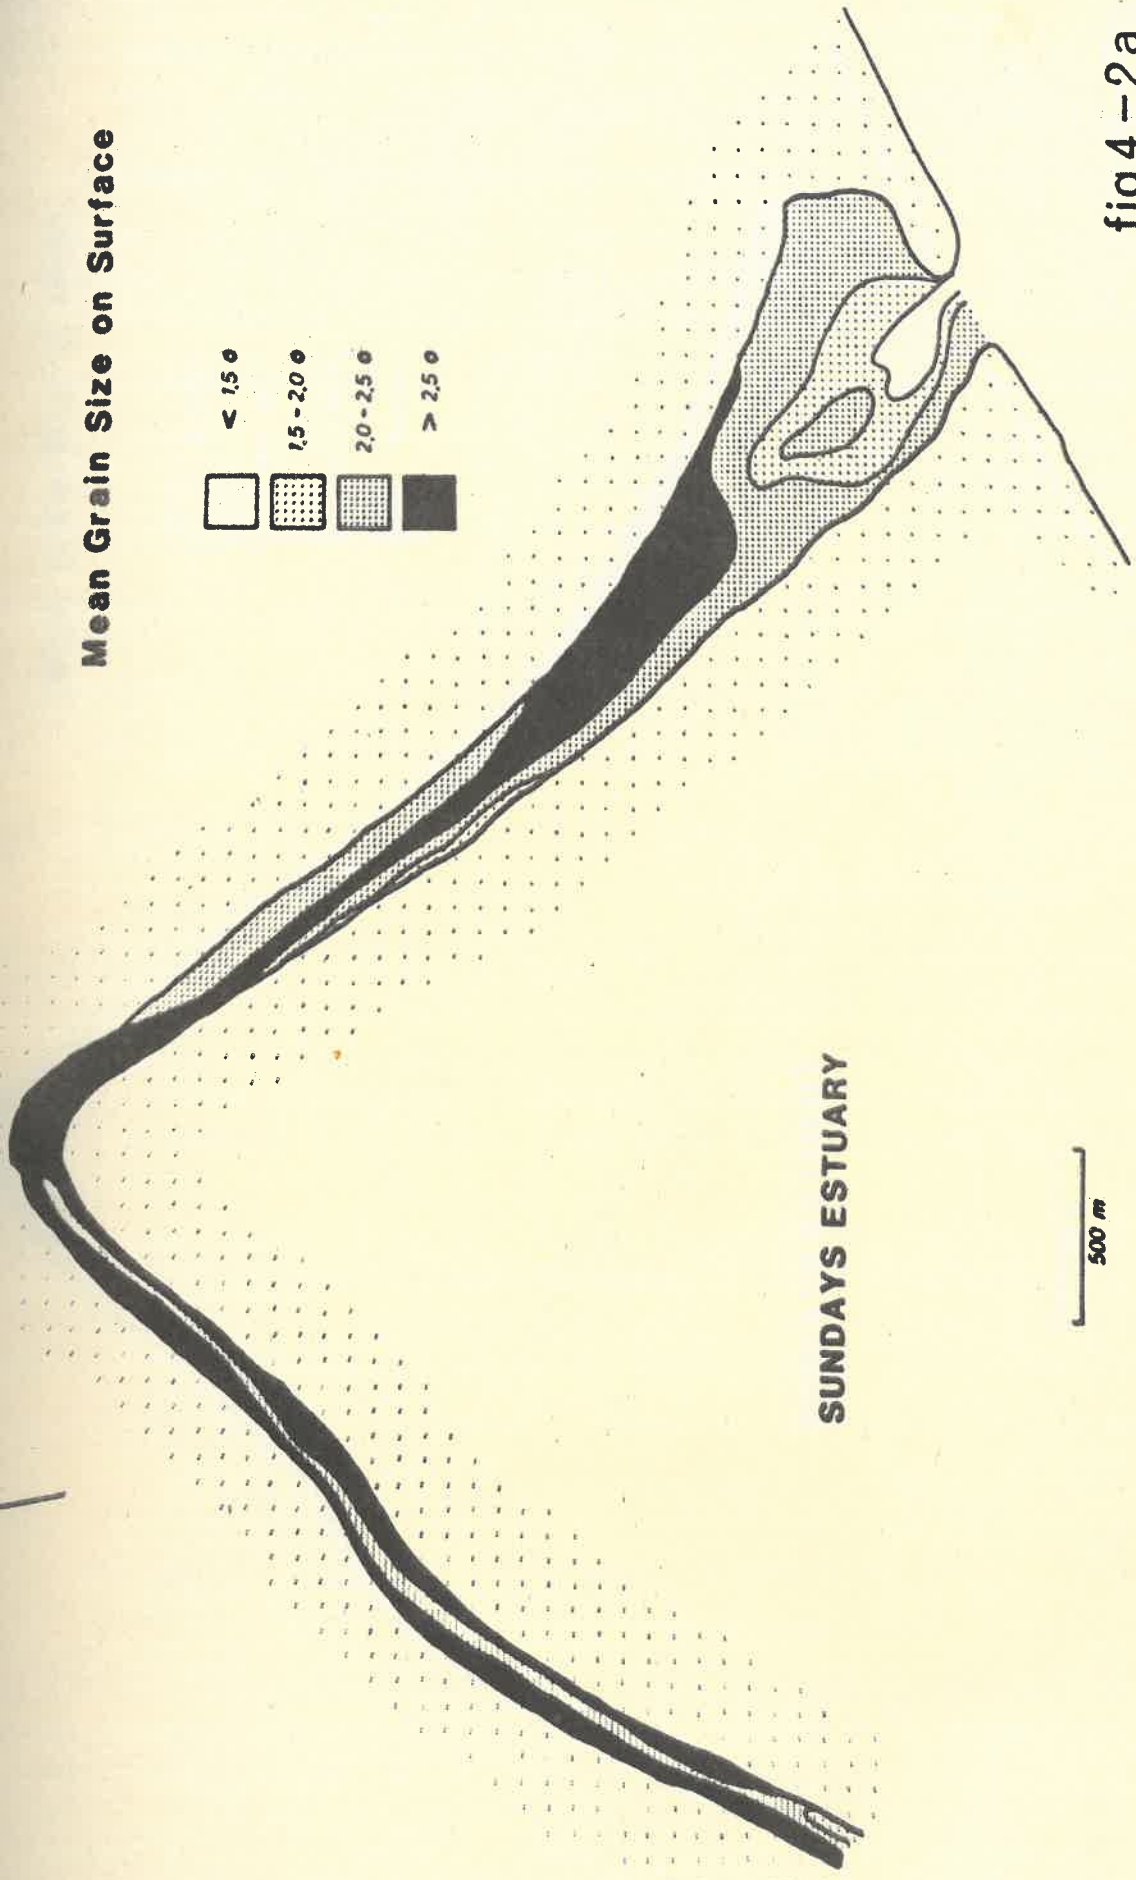 Mean Grain Size on Surface
< 1,5 ø
1,5 - 2,0 ø
2,0 - 2,5 ø
> 2,5 ø
SUNDAYS ESTUARY
500 m
fig 4-2a